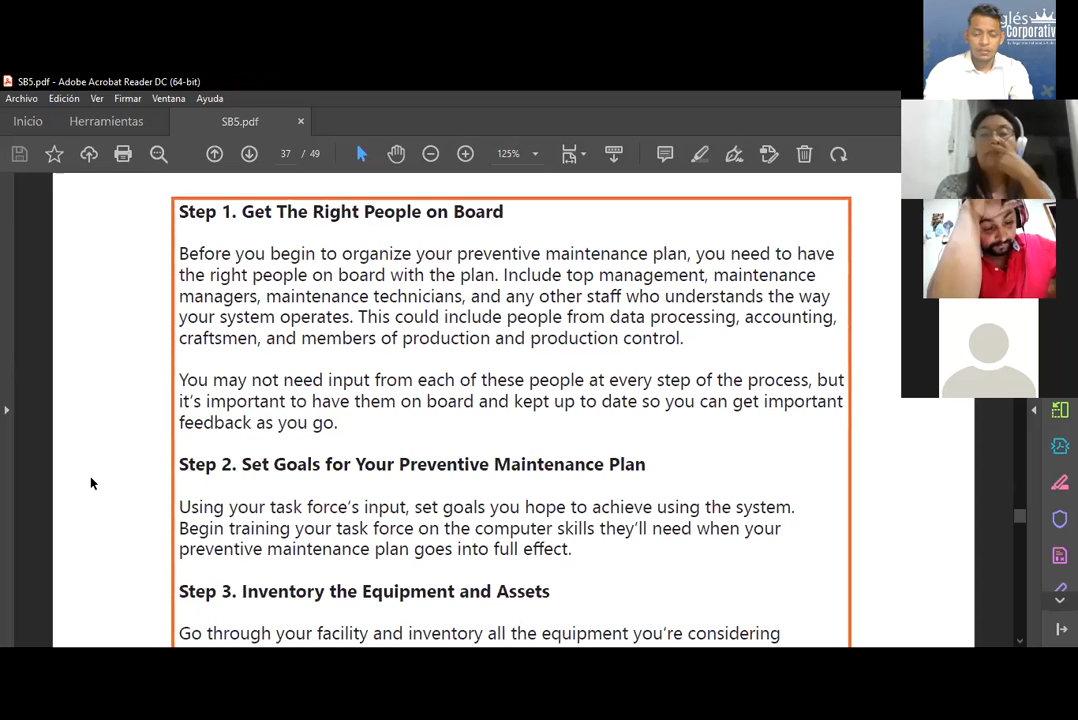 SB5.pdf - Adobe Acrobat Reader DC (64-bit)
Archivo Edición Ver Firmar Ventana Ayuda
Inicio Herramientas SB5.pdf ×
37 / 49 125%
Step 1. Get The Right People on Board
Before you begin to organize your preventive maintenance plan, you need to have
the right people on board with the plan. Include top management, maintenance
managers, maintenance technicians, and any other staff who understands the way
your system operates. This could include people from data processing, accounting,
craftsmen, and members of production and production control.
You may not need input from each of these people at every step of the process, but
it's important to have them on board and kept up to date so you can get important
feedback as you go.
Step 2. Set Goals for Your Preventive Maintenance Plan
Using your task force's input, set goals you hope to achieve using the system.
Begin training your task force on the computer skills they'll need when your
preventive maintenance plan goes into full effect.
Step 3. Inventory the Equipment and Assets
Go through your facility and inventory all the equipment you're considering